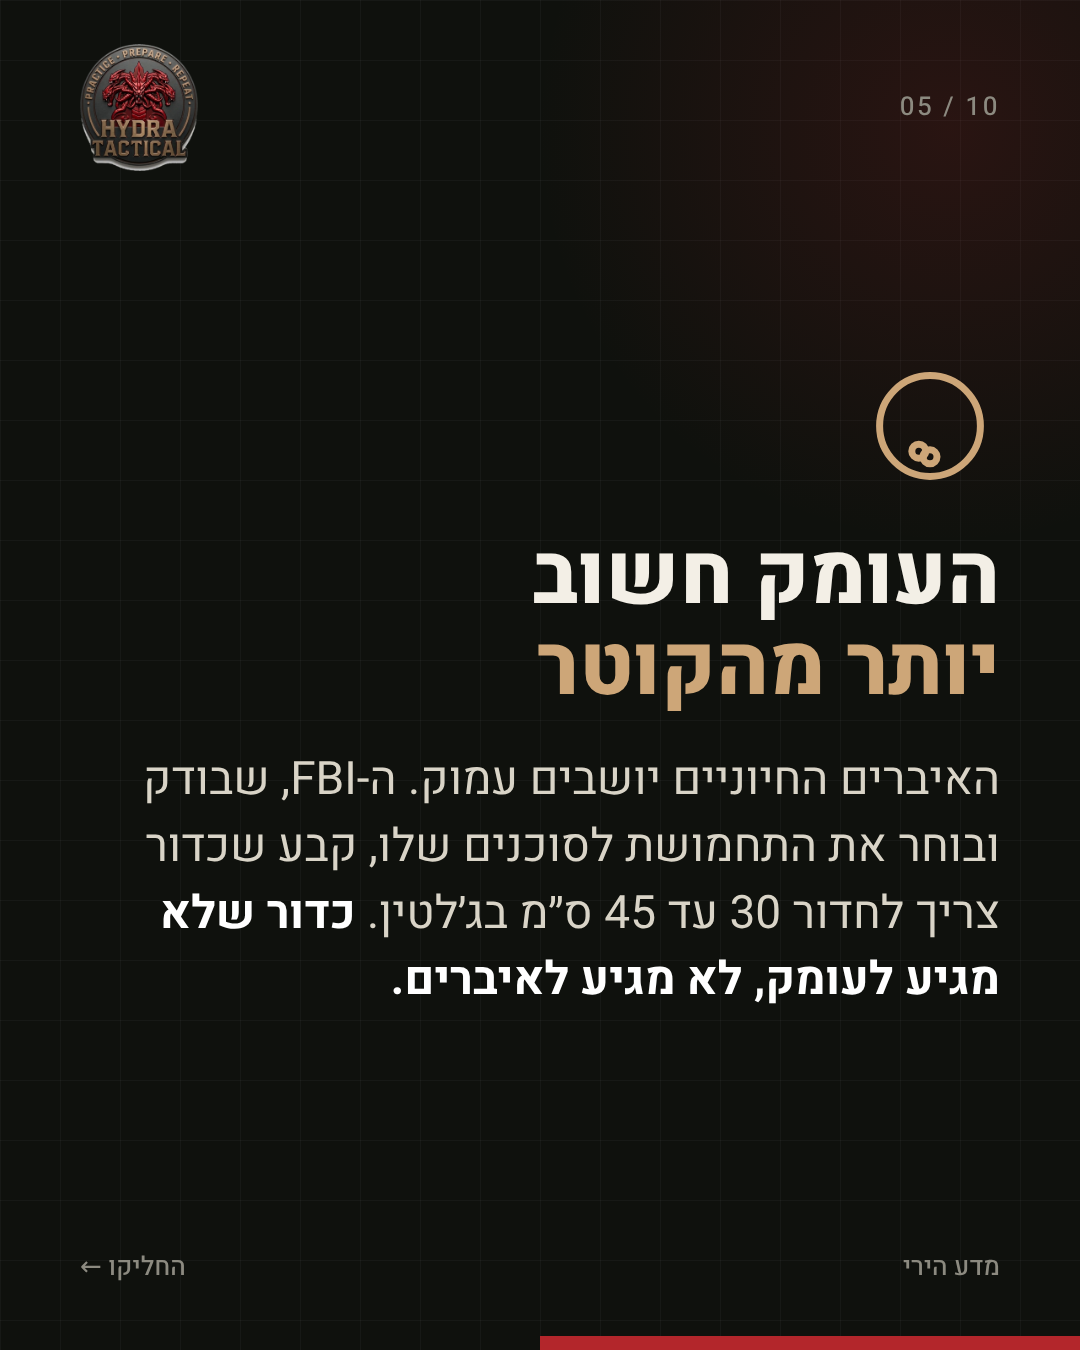 PRACTICE · PREPARE · REPEAT
HYDRA
TACTICAL
05 / 10
העומק חשוב
יותר מהקוטר
האיברים החיוניים יושבים עמוק. ה-FBI, שבודק
ובוחר את התחמושת לסוכנים שלו, קבע שכדור
צריך לחדור 30 עד 45 ס״מ בג׳לטין. כדור שלא
מגיע לעומק, לא מגיע לאיברים.
מדע הירי
החליקו ←